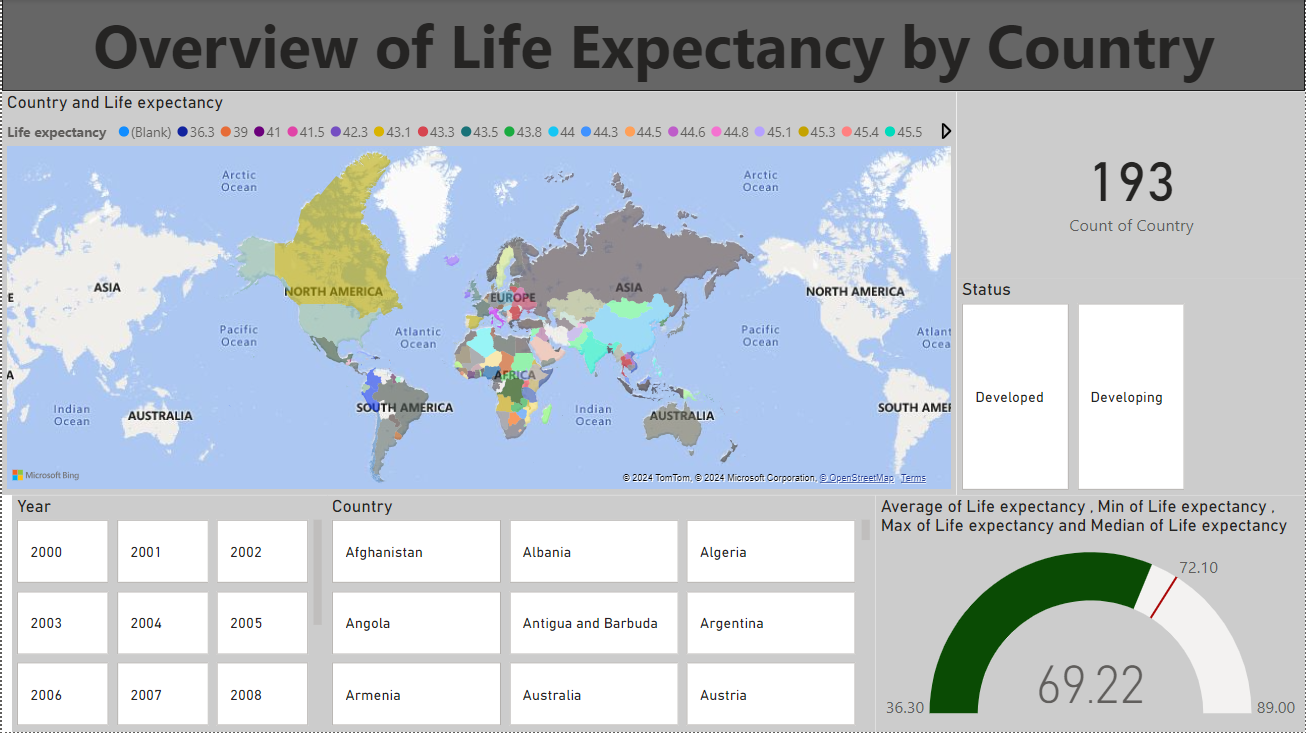 Overview of Life Expectancy by Country
Country and Life expectancy
Life expectancy (Blank) 36.3 39 41 41.5 42.3 43.1 43.3 43.5 43.8 44 44.3 44.5 44.6 44.8 45.1 45.3 45.4 45.5
Arctic
Ocean
Arctic
Ocean
ASIA
NORTH AMERICA
EUROPE
ASIA
NORTH AMERICA
E
Pacific
Ocean
Atlantic
Ocean
Pacific
Ocean
Atlant
Ocean
A
AFRICA
Indian
Ocean
AUSTRALIA
SOUTH AMERICA
Indian
Ocean
AUSTRALIA
SOUTH AMER
Microsoft Bing
© 2024 TomTom, © 2024 Microsoft Corporation, © OpenStreetMap Terms
193
Count of Country
Status
Developed
Developing
Year
2000 2001 2002
2003 2004 2005
2006 2007 2008
Country
Afghanistan Albania Algeria
Angola Antigua and Barbuda Argentina
Armenia Australia Austria
Average of Life expectancy , Min of Life expectancy ,
Max of Life expectancy and Median of Life expectancy
72.10
69.22
36.30
89.00